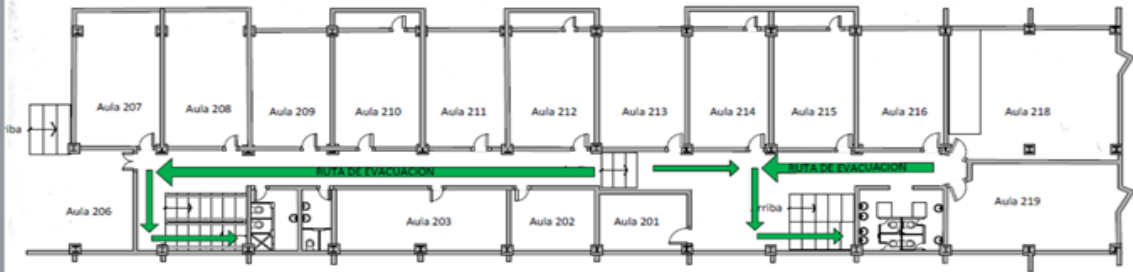 Aula 207
Aula 208
Aula 209
Aula 210
Aula 211
Aula 212
Aula 213
Aula 214
Aula 215
Aula 216
Aula 218
RUTA DE EVACUACION
RUTA DE EVACUACION
Aula 206
Aula 203
Aula 202
Aula 201
Aula 219